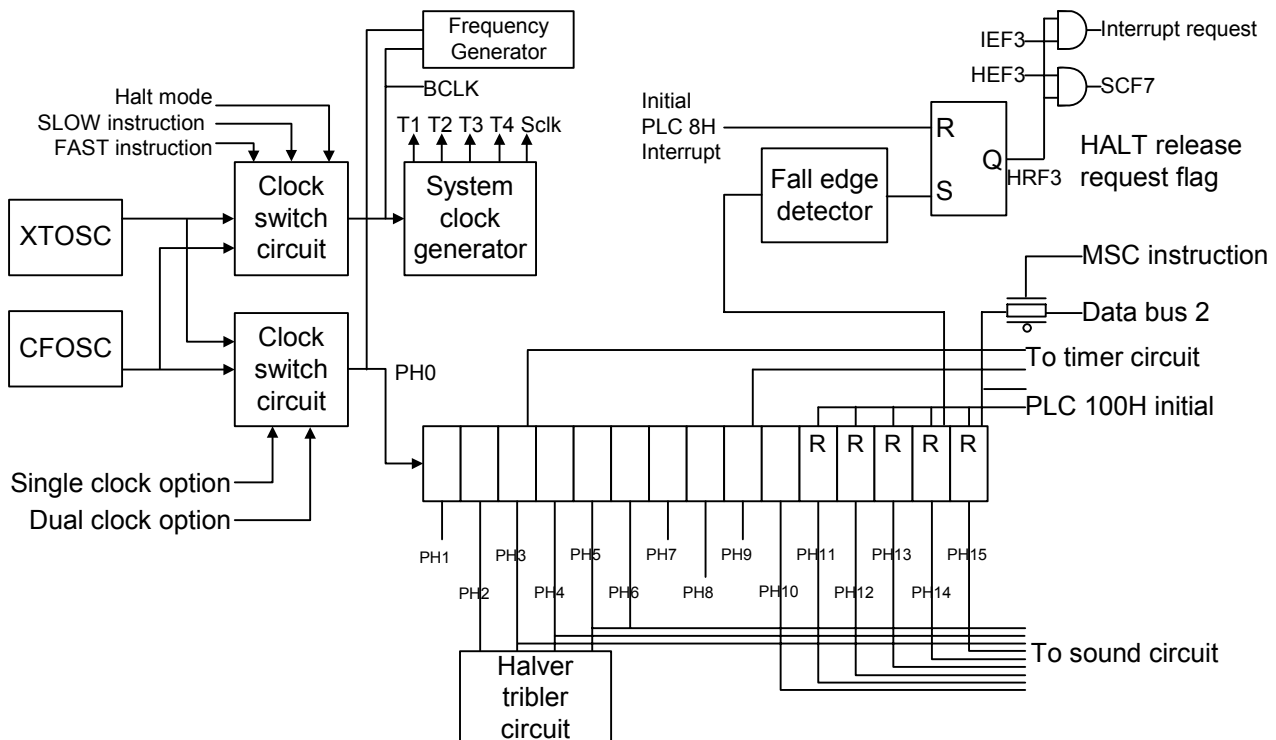 Frequency
Generator
BCLK
Halt mode
SLOW instruction
FAST instruction
T1 T2 T3 T4 Sclk
XTOSC
Clock
switch
circuit
System
clock
generator
CFOSC
Clock
switch
circuit
PH0
Single clock option
Dual clock option
Initial
PLC 8H
Interrupt
Fall edge
detector
R
S
Q
HRF3
IEF3
Interrupt request
HEF3
SCF7
HALT release
request flag
MSC instruction
Data bus 2
To timer circuit
PLC 100H initial
R R R R R
PH1 PH3 PH5 PH7 PH9 PH11 PH13 PH15
PH2 PH4 PH6 PH8 PH10 PH12 PH14
Halver
tribler
circuit
To sound circuit